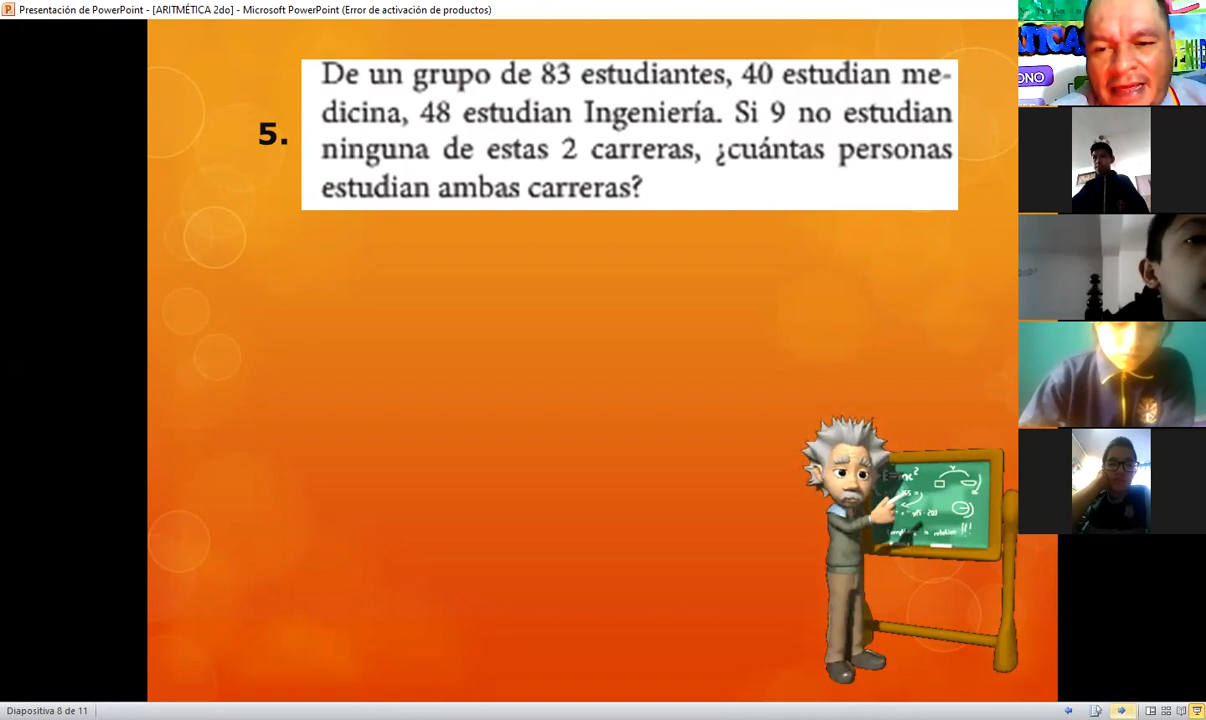 Presentación de PowerPoint - [ARITMÉTICA 2do] - Microsoft PowerPoint (Error de activación de productos)
De un grupo de 83 estudiantes, 40 estudian me-
dicina, 48 estudian Ingeniería. Si 9 no estudian
5. ninguna de estas 2 carreras, ¿cuántas personas
estudian ambas carreras?
Diapositiva 8 de 11